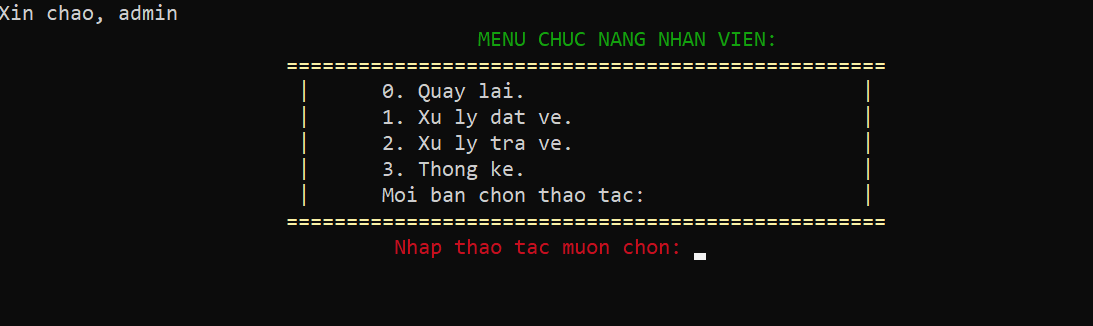 Xin chao, admin
MENU CHUC NANG NHAN VIEN:
==================================================
|      0. Quay lai.                            |
|      1. Xu ly dat ve.                        |
|      2. Xu ly tra ve.                        |
|      3. Thong ke.                            |
|      Moi ban chon thao tac:                  |
==================================================
Nhap thao tac muon chon: